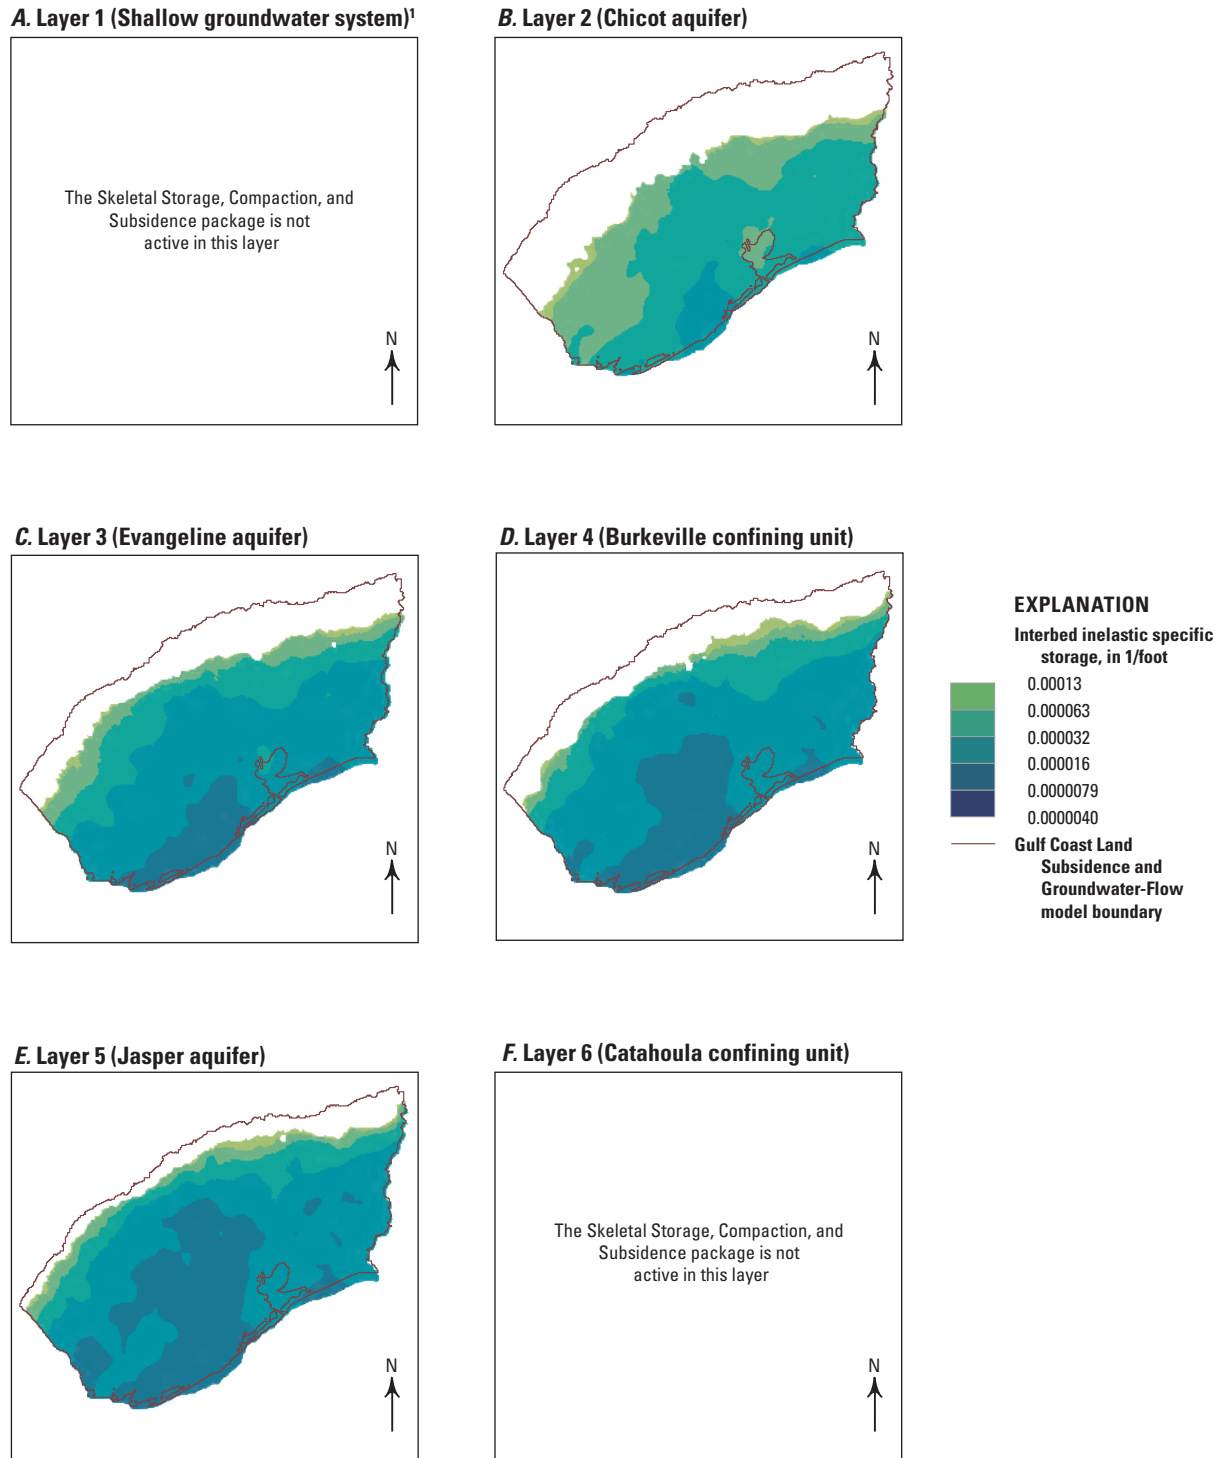 A. Layer 1 (Shallow groundwater system)¹
The Skeletal Storage, Compaction, and
Subsidence package is not
active in this layer
N
B. Layer 2 (Chicot aquifer)
N
C. Layer 3 (Evangeline aquifer)
N
D. Layer 4 (Burkeville confining unit)
N
EXPLANATION
Interbed inelastic specific
storage, in 1/foot
0.00013
0.000063
0.000032
0.000016
0.0000079
0.0000040
Gulf Coast Land
Subsidence and
Groundwater-Flow
model boundary
E. Layer 5 (Jasper aquifer)
N
F. Layer 6 (Catahoula confining unit)
The Skeletal Storage, Compaction, and
Subsidence package is not
active in this layer
N